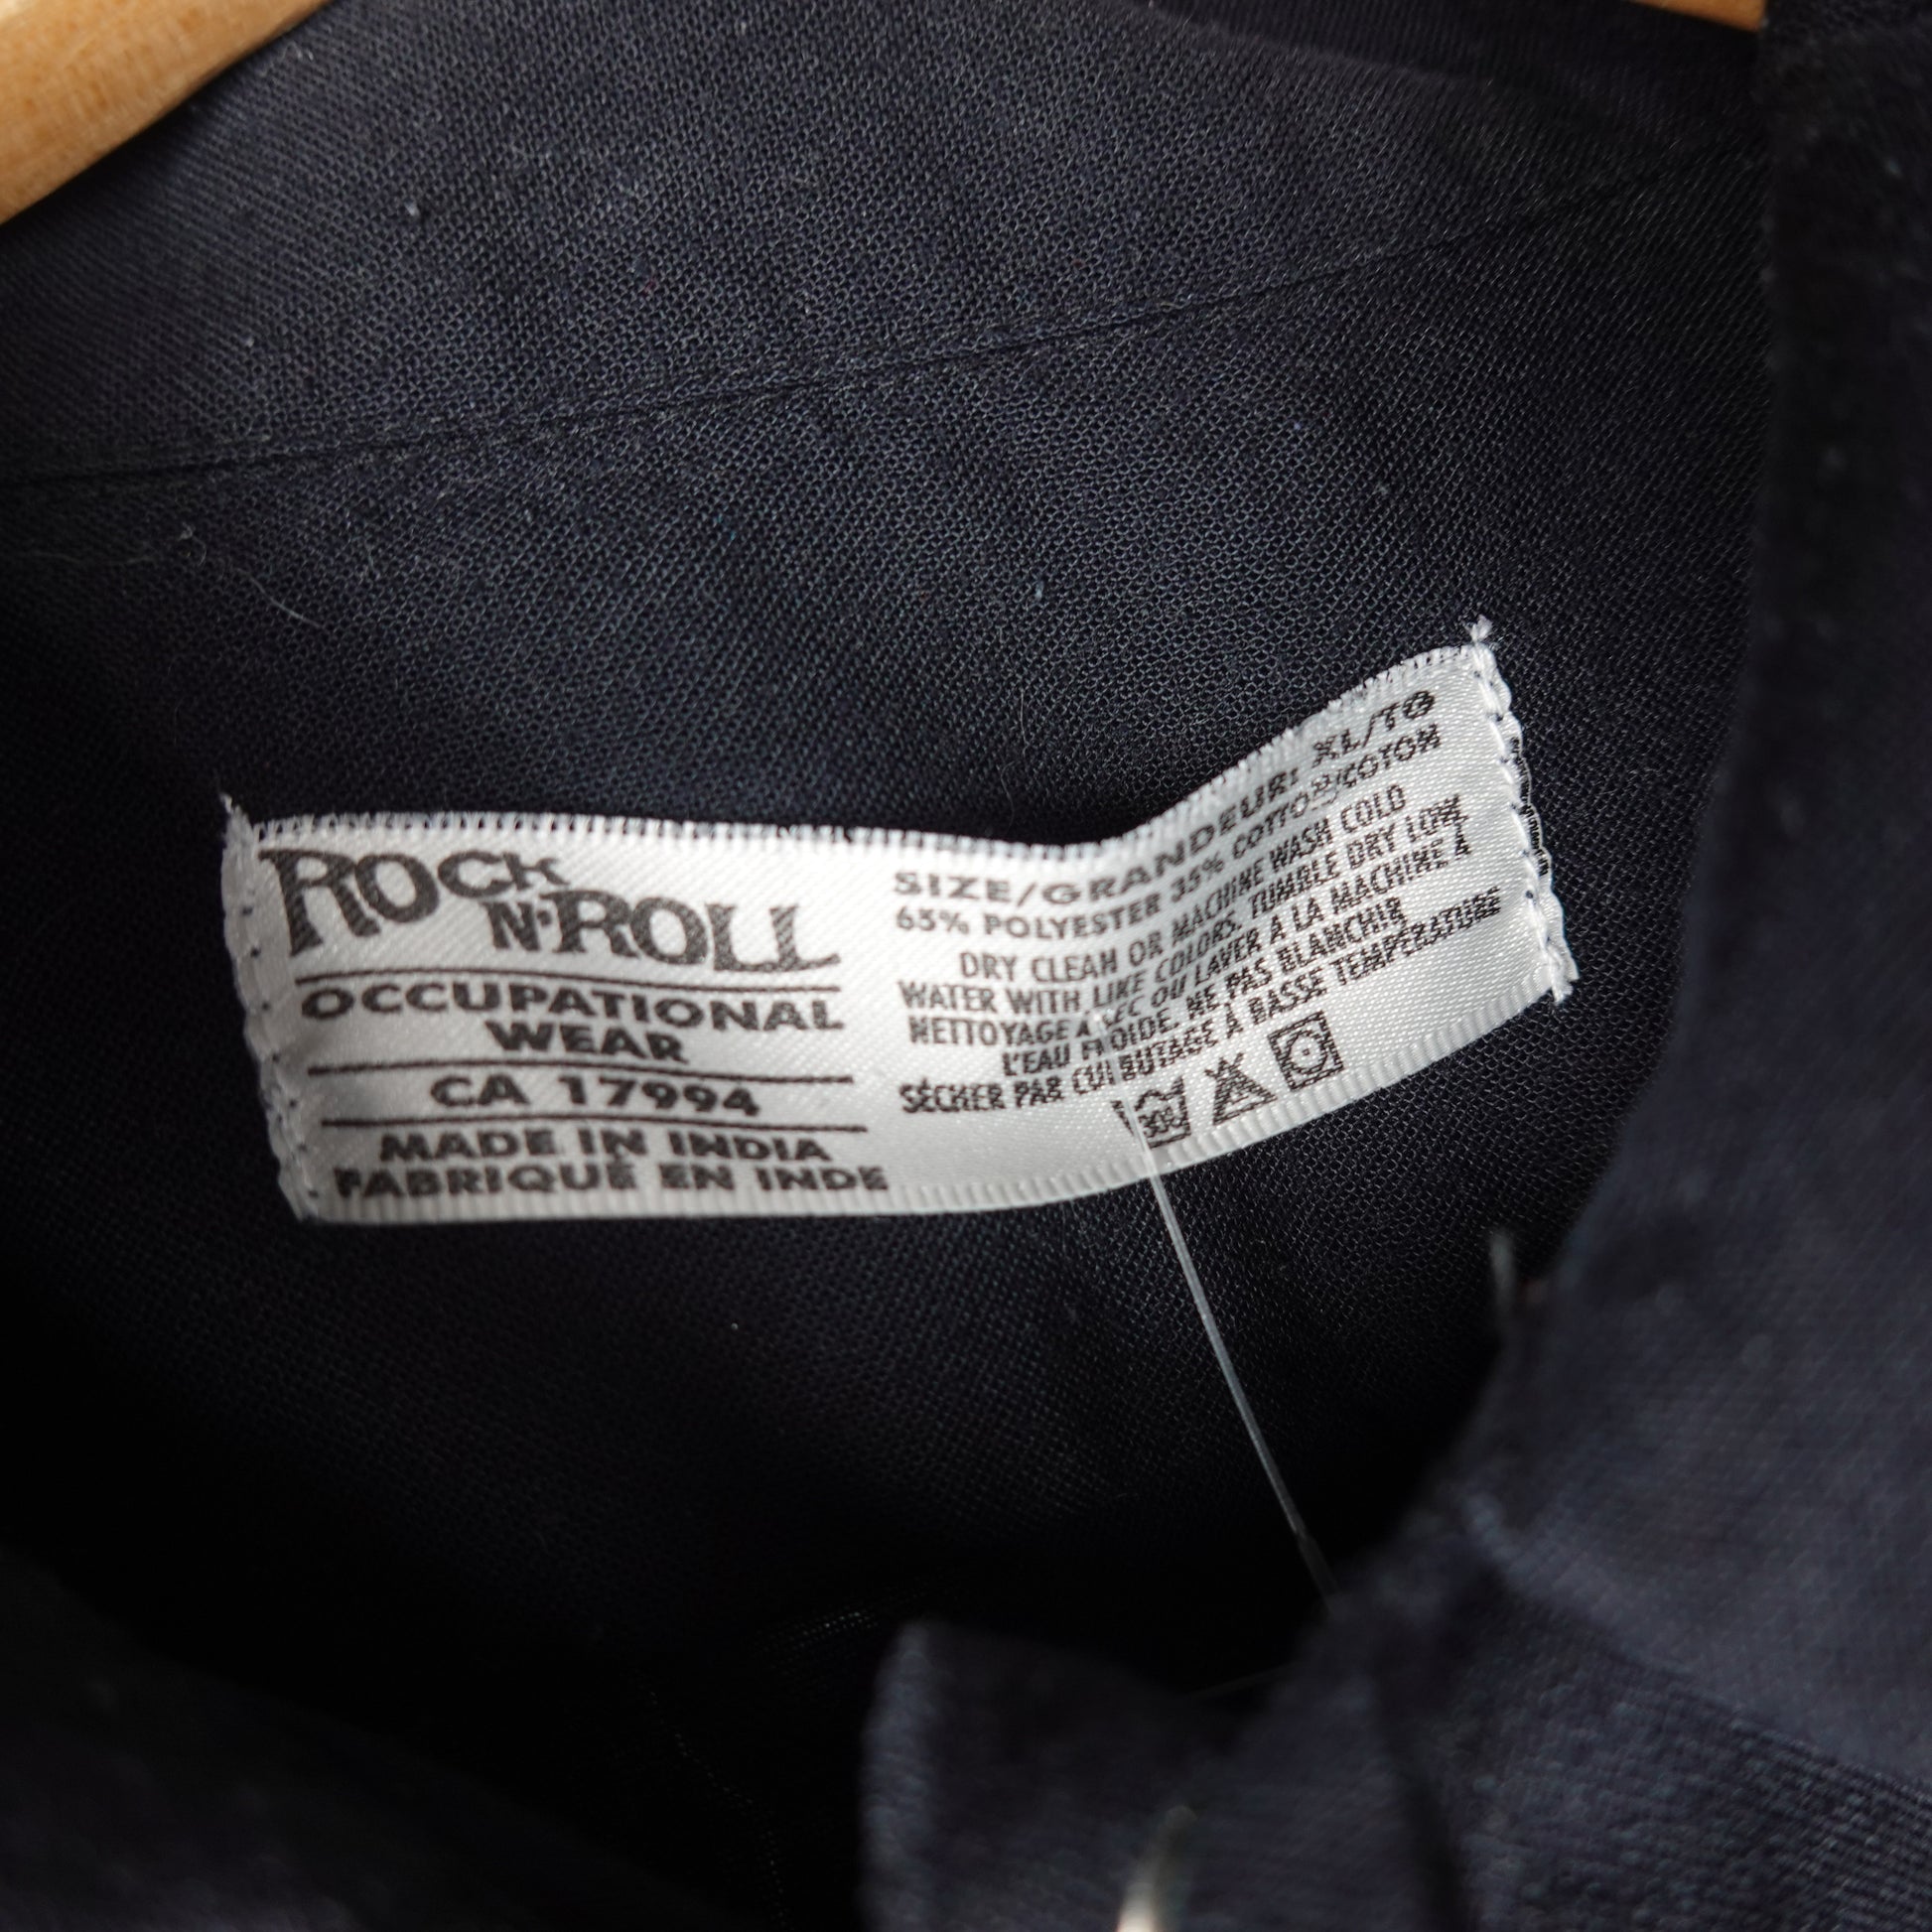 ROCK
N'ROLL
OCCUPATIONAL
WEAR
CA 17994
MADE IN INDIA
FABRIQUÉ EN INDE
SIZE/GRANDEUR: XL/TG
65% POLYESTER 35% COTTON/COTON
DRY CLEAN OR MACHINE WASH COLD
WATER WITH LIKE COLORS. TUMBLE DRY LOW.
NETTOYAGE À SEC OU LAVER A LA MACHINE À
L'EAU FROIDE. NE PAS BLANCHIR
SÉCHER PAR CULBUTAGE À BASSE TEMPERATURE
30